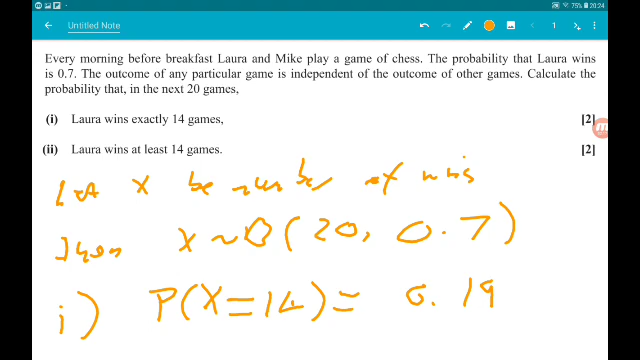 75% 20:24
Untitled Note
1
Every morning before breakfast Laura and Mike play a game of chess. The probability that Laura wins
is 0.7. The outcome of any particular game is independent of the outcome of other games. Calculate the
probability that, in the next 20 games,
(i) Laura wins exactly 14 games, [2]
(ii) Laura wins at least 14 games. [2]
Let X be number of wins
Then X ~ B(20, 0.7)
i) P(X=14) = 0.19